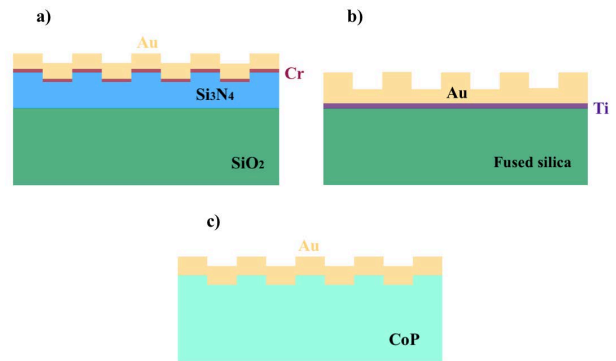 a)
b)
Au
Cr
Si₃N₄
SiO₂
Au
Ti
Fused silica
c)
Au
CoP